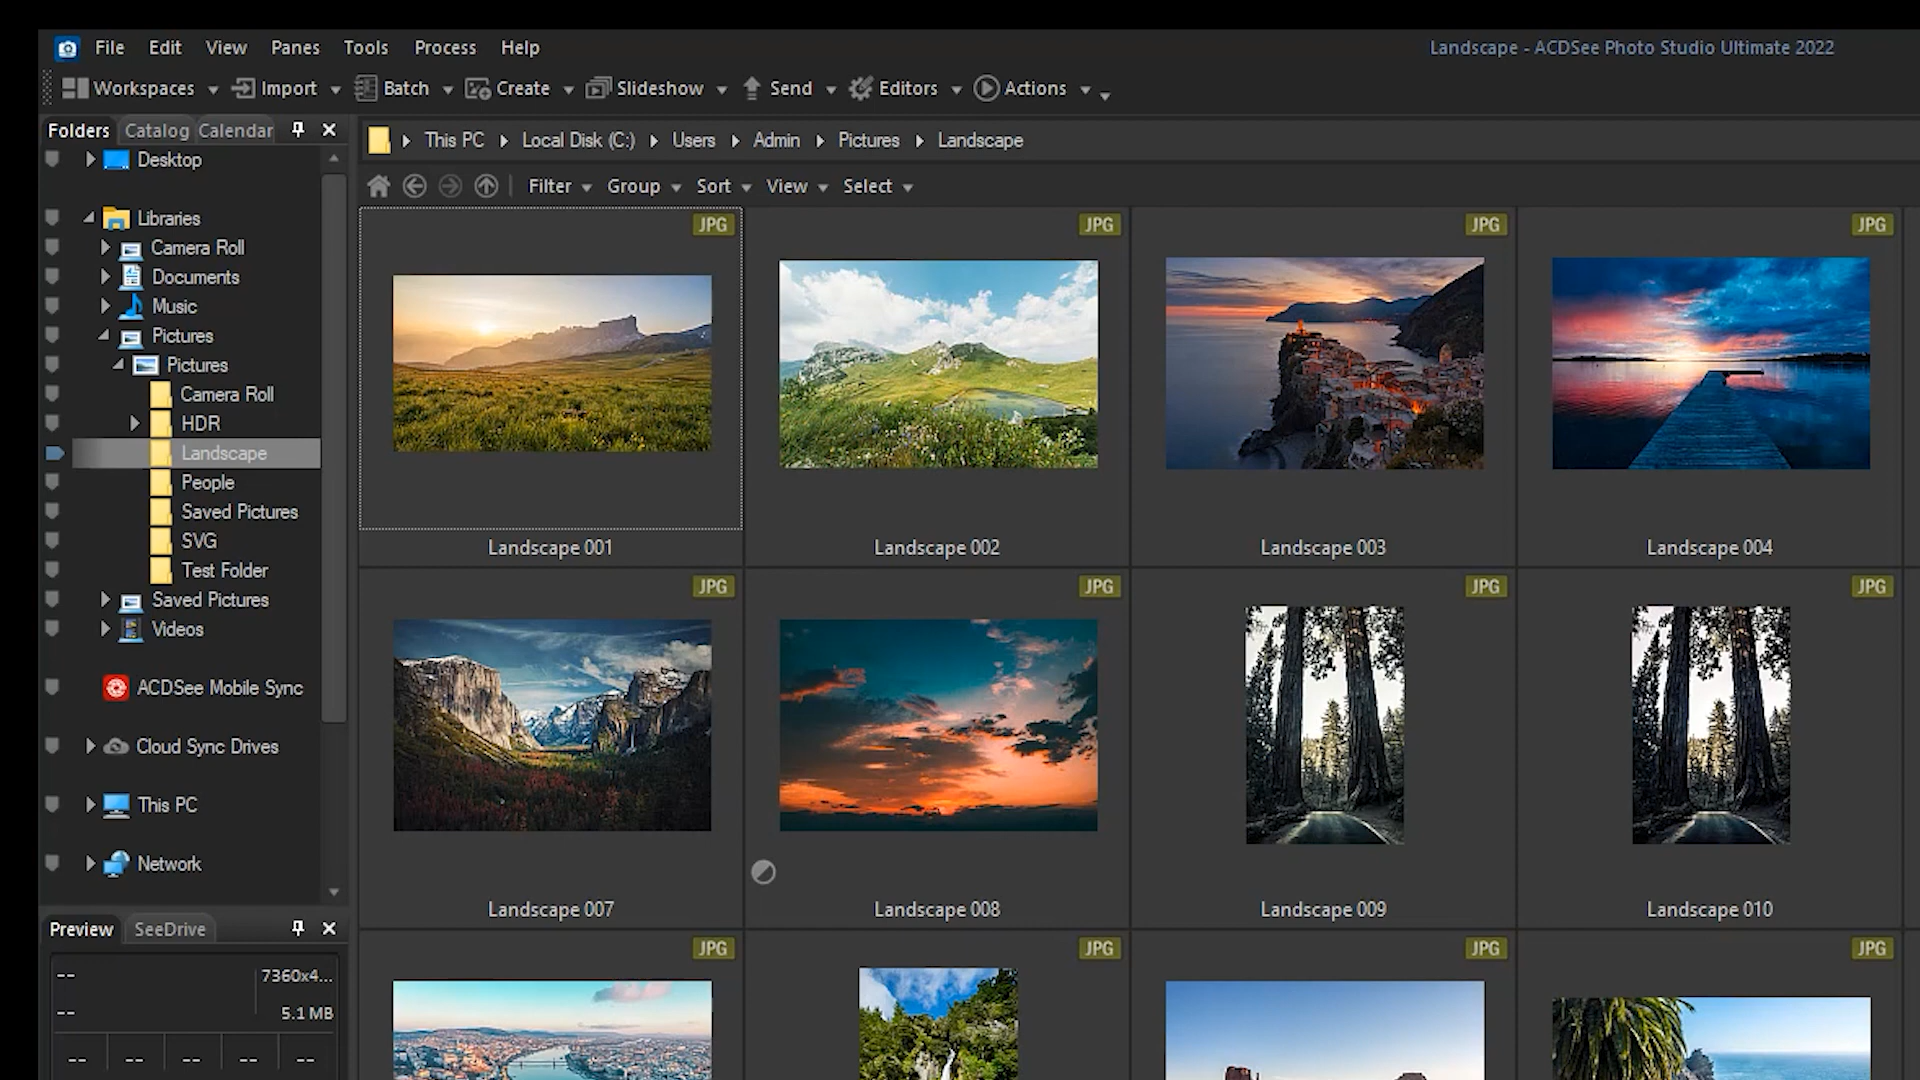 File Edit View Panes Tools Process Help
Landscape - ACDSee Photo Studio Ultimate 2022
Workspaces Import Batch Create Slideshow Send Editors Actions
Folders Catalog Calendar
This PC Local Disk (C:) Users Admin Pictures Landscape
Filter Group Sort View Select
Desktop
Libraries
Camera Roll
Documents
Music
Pictures
Pictures
Camera Roll
HDR
Landscape
People
Saved Pictures
SVG
Test Folder
Saved Pictures
Videos
ACDSee Mobile Sync
Cloud Sync Drives
This PC
Network
Preview SeeDrive
-- 7360x4...
-- 5.1 MB
-- -- -- -- --
JPG JPG JPG JPG
Landscape 001 Landscape 002 Landscape 003 Landscape 004
JPG JPG JPG JPG
Landscape 007 Landscape 008 Landscape 009 Landscape 010
JPG JPG JPG JPG